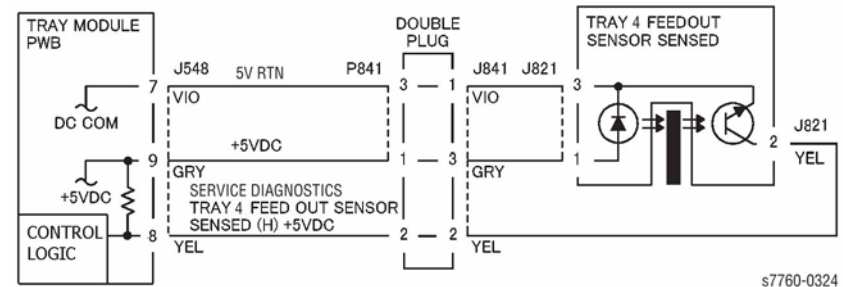 TRAY MODULE
PWB
DOUBLE
PLUG
TRAY 4 FEEDOUT
SENSOR SENSED
7
J548
5V RTN
P841
3
1
J841
J821
3
VIO
VIO
DC COM
+5VDC
9
GRY
1
3
GRY
1
2
J821
YEL
+5VDC
SERVICE DIAGNOSTICS
TRAY 4 FEED OUT SENSOR
SENSED (H) +5VDC
CONTROL
LOGIC
8
YEL
2
2
YEL
s7760-0324